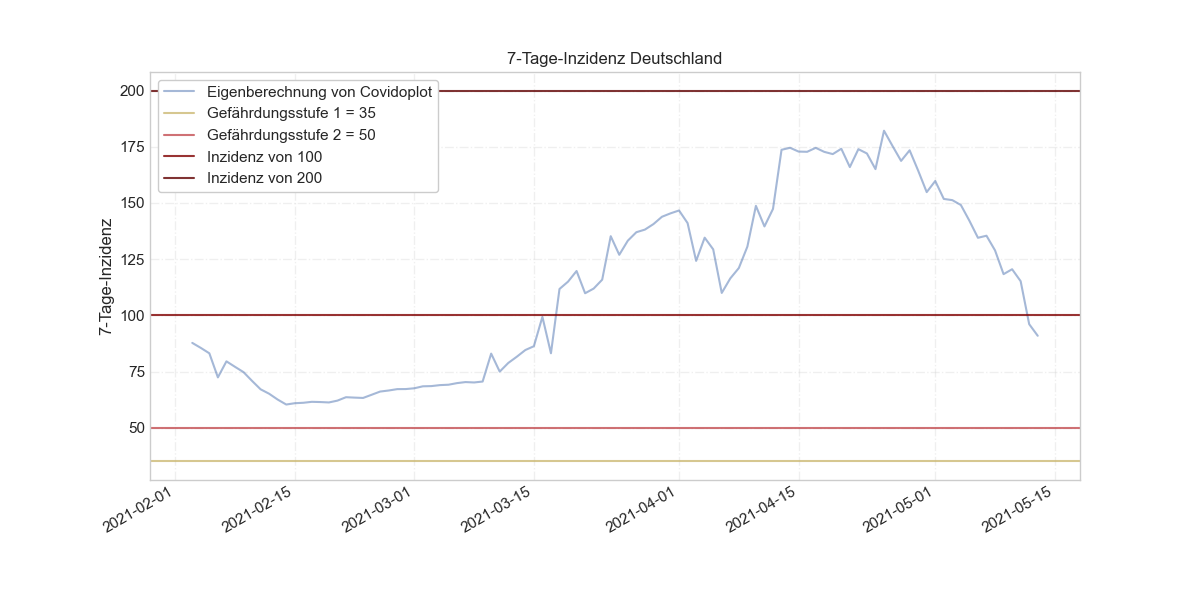 7-Tage-Inzidenz Deutschland
Eigenberechnung von Covidoplot
Gefährdungsstufe 1 = 35
Gefährdungsstufe 2 = 50
Inzidenz von 100
Inzidenz von 200
7-Tage-Inzidenz
200
175
150
125
100
75
50
2021-02-01
2021-02-15
2021-03-01
2021-03-15
2021-04-01
2021-04-15
2021-05-01
2021-05-15